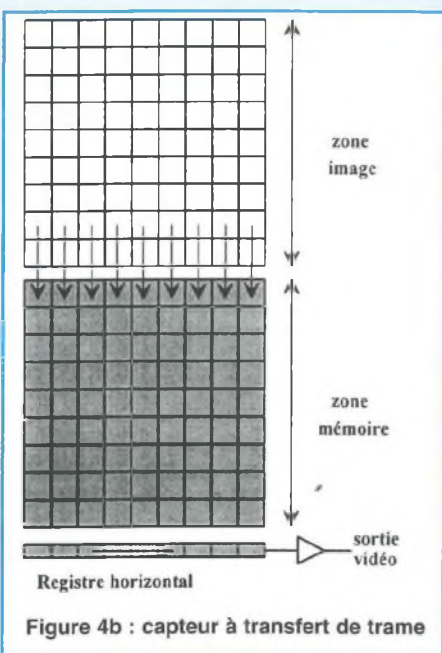 zone
image
zone
mémoire
sortie
vidéo
Registre horizontal
Figure 4b : capteur à transfert de trame